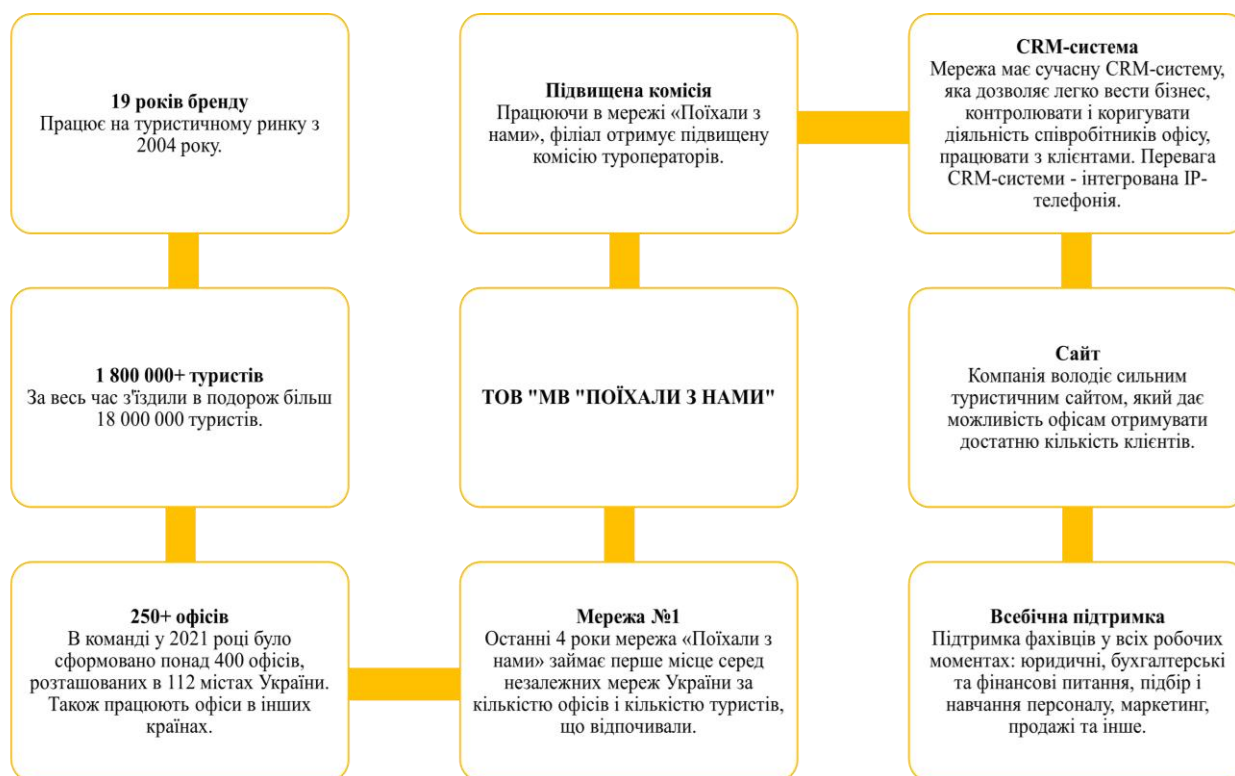 19 років бренду
Працює на туристичному ринку з
2004 року.
1 800 000+ туристів
За весь час з'їздили в подорож більш
18 000 000 туристів.
250+ офісів
В команді у 2021 році було
сформовано понад 400 офісів,
розташованих в 112 містах України.
Також працюють офіси в інших
країнах.
Мережа №1
Останні 4 роки мережа «Поїхали з
нами» займає перше місце серед
незалежних мереж України за
кількістю офісів і кількістю туристів,
що відпочивали.
ТОВ "МВ "ПОЇХАЛИ З НАМИ"
Підвищена комісія
Працюючи в мережі «Поїхали з
нами», філіал отримує підвищену
комісію туроператорів.
CRM-система
Мережа має сучасну CRM-систему,
яка дозволяє легко вести бізнес,
контролювати і коригувати
діяльність співробітників офісу,
працювати з клієнтами. Перевага
CRM-системи - інтегрована IP-
телефонія.
Сайт
Компанія володіє сильним
туристичним сайтом, який дає
можливість офісам отримувати
достатню кількість клієнтів.
Всебічна підтримка
Підтримка фахівців у всіх робочих
моментах: юридичні, бухгалтерські
та фінансові питання, підбір і
навчання персоналу, маркетинг,
продажі та інше.